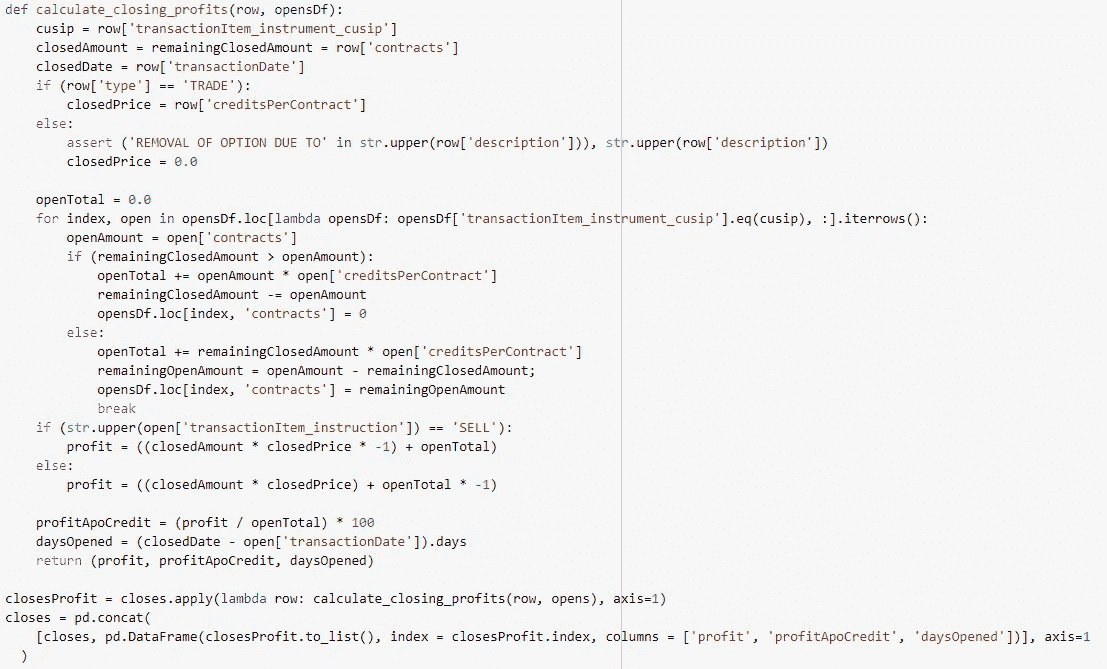 def calculate_closing_profits(row, opensDf):
    cusip = row['transactionItem_instrument_cusip']
    closedAmount = remainingClosedAmount = row['contracts']
    closedDate = row['transactionDate']
    if (row['type'] == 'TRADE'):
        closedPrice = row['creditsPerContract']
    else:
        assert ('REMOVAL OF OPTION DUE TO' in str.upper(row['description'])), str.upper(row['description'])
        closedPrice = 0.0

    openTotal = 0.0
    for index, open in opensDf.loc[lambda opensDf: opensDf['transactionItem_instrument_cusip'].eq(cusip), :].iterrows():
        openAmount = open['contracts']
        if (remainingClosedAmount > openAmount):
            openTotal += openAmount * open['creditsPerContract']
            remainingClosedAmount -= openAmount
            opensDf.loc[index, 'contracts'] = 0
        else:
            openTotal += remainingClosedAmount * open['creditsPerContract']
            remainingOpenAmount = openAmount - remainingClosedAmount;
            opensDf.loc[index, 'contracts'] = remainingOpenAmount
            break
    if (str.upper(open['transactionItem_instruction']) == 'SELL'):
        profit = ((closedAmount * closedPrice * -1) + openTotal)
    else:
        profit = ((closedAmount * closedPrice) + openTotal * -1)

    profitApoCredit = (profit / openTotal) * 100
    daysOpened = (closedDate - open['transactionDate']).days
    return (profit, profitApoCredit, daysOpened)

closesProfit = closes.apply(lambda row: calculate_closing_profits(row, opens), axis=1)
closes = pd.concat(
    [closes, pd.DataFrame(closesProfit.to_list(), index = closesProfit.index, columns = ['profit', 'profitApoCredit', 'daysOpened'])], axis=1
  )